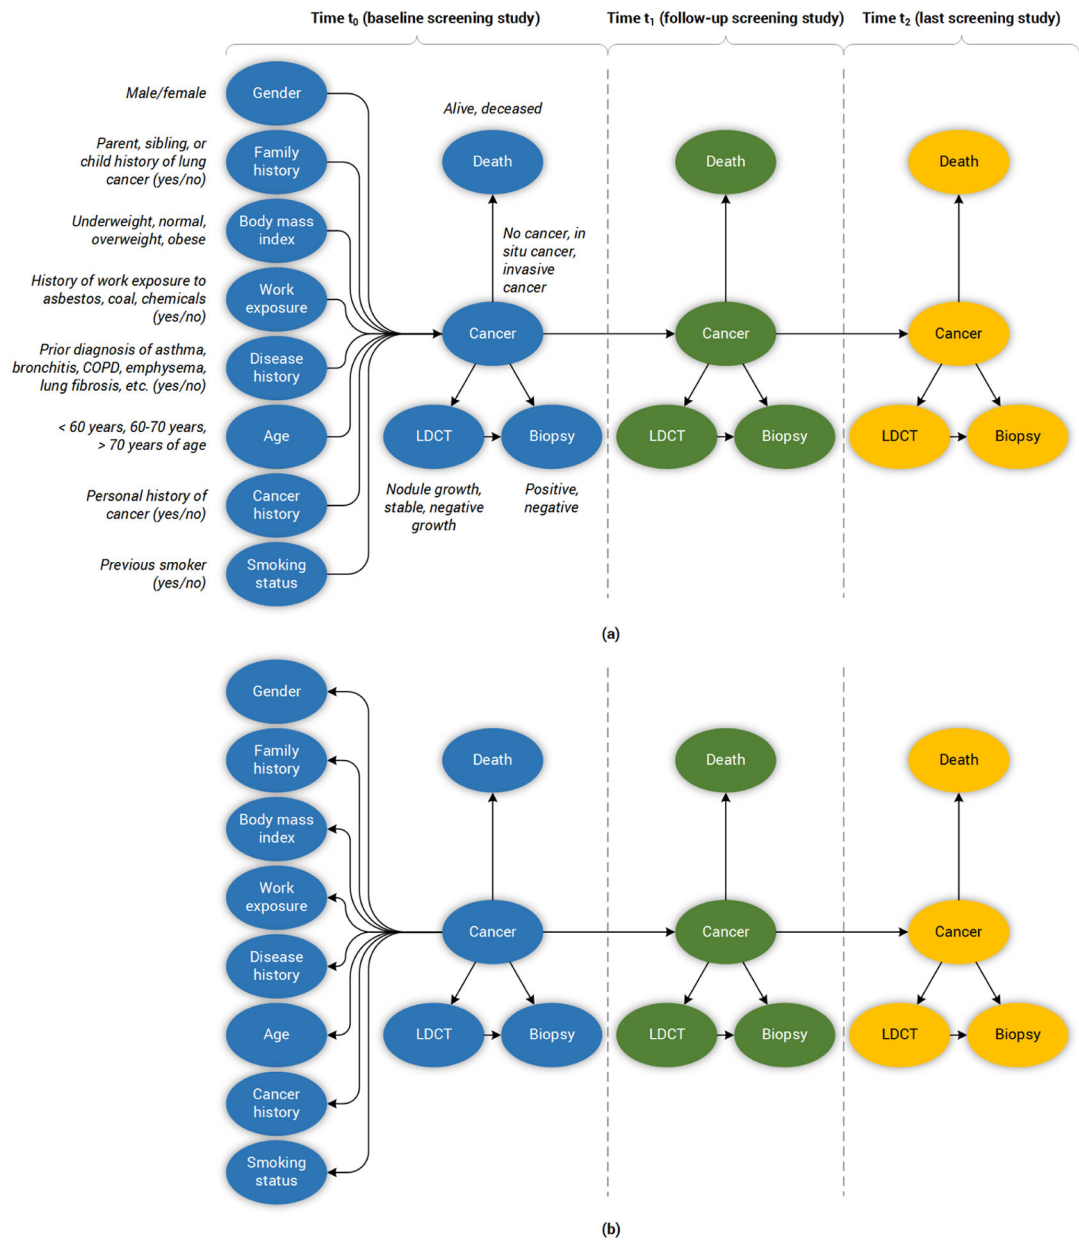 Time t₀ (baseline screening study)
Time t₁ (follow-up screening study)
Time t₂ (last screening study)
Male/female
Gender
Parent, sibling, or
child history of lung
cancer (yes/no)
Family
history
Underweight, normal,
overweight, obese
Body mass
index
History of work exposure to
asbestos, coal, chemicals
(yes/no)
Work
exposure
Prior diagnosis of asthma,
bronchitis, COPD, emphysema,
lung fibrosis, etc. (yes/no)
Disease
history
< 60 years, 60-70 years,
> 70 years of age
Age
Personal history of
cancer (yes/no)
Cancer
history
Previous smoker
(yes/no)
Smoking
status
Alive, deceased
Death
No cancer, in
situ cancer,
invasive
cancer
Cancer
LDCT
Biopsy
Nodule growth,
stable, negative
growth
Positive,
negative
Death
Cancer
LDCT
Biopsy
Death
Cancer
LDCT
Biopsy
(a)
Gender
Family
history
Body mass
index
Work
exposure
Disease
history
Age
Cancer
history
Smoking
status
Death
Cancer
LDCT
Biopsy
Death
Cancer
LDCT
Biopsy
Death
Cancer
LDCT
Biopsy
(b)